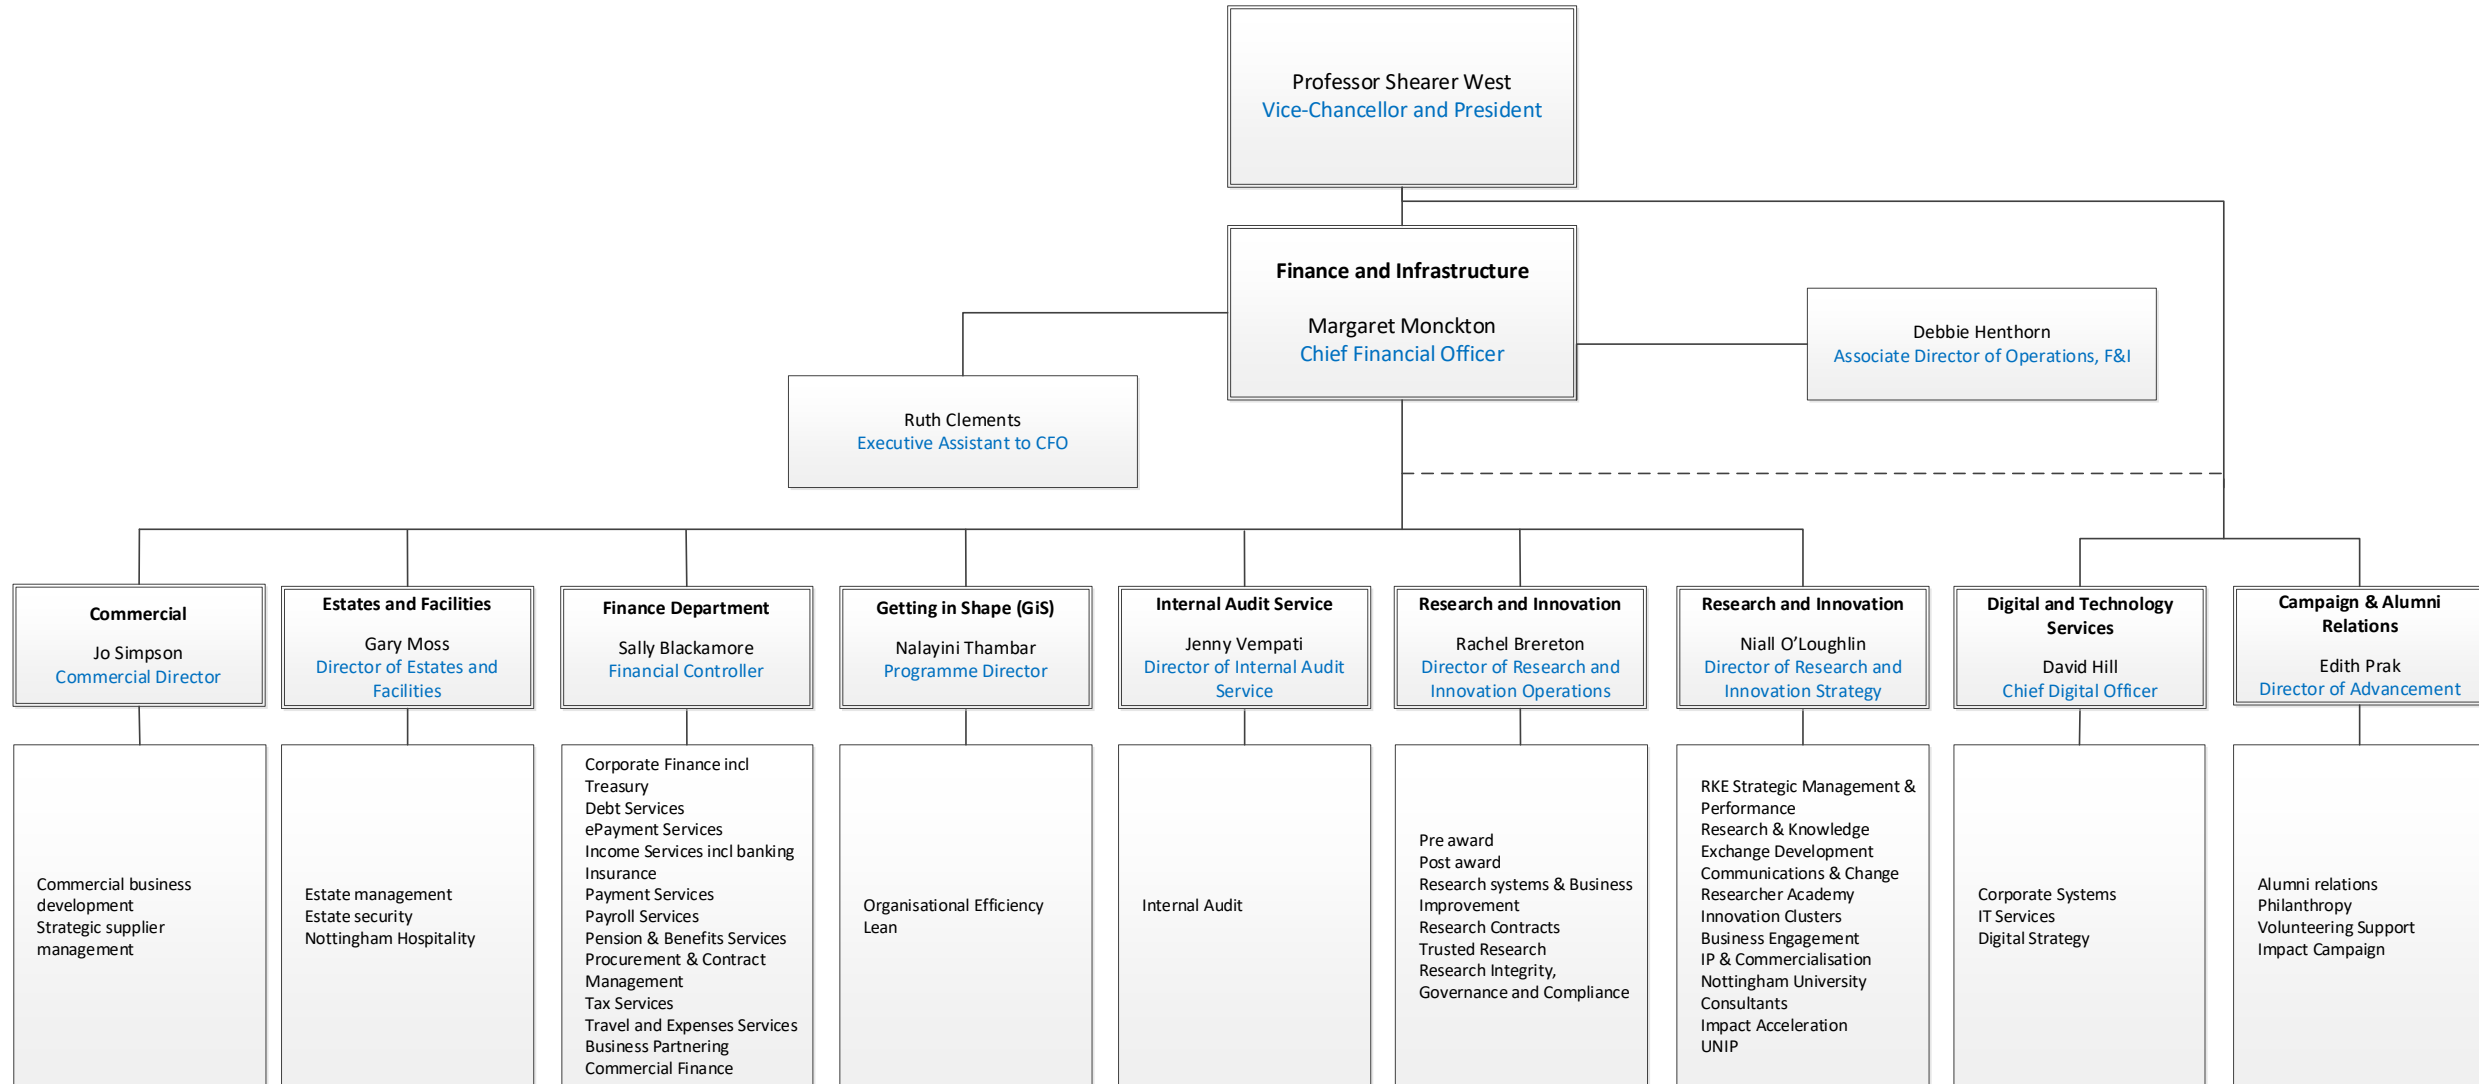 Professor Shearer West
Vice-Chancellor and President
Finance and Infrastructure
Margaret Monckton
Chief Financial Officer
Debbie Henthorn
Associate Director of Operations, F&I
Ruth Clements
Executive Assistant to CFO
Commercial
Jo Simpson
Commercial Director
Estates and Facilities
Gary Moss
Director of Estates and
Facilities
Finance Department
Sally Blackamore
Financial Controller
Getting in Shape (GiS)
Nalayini Thambar
Programme Director
Internal Audit Service
Jenny Vempati
Director of Internal Audit
Service
Research and Innovation
Rachel Brereton
Director of Research and
Innovation Operations
Research and Innovation
Niall O’Loughlin
Director of Research and
Innovation Strategy
Digital and Technology
Services
David Hill
Chief Digital Officer
Campaign & Alumni
Relations
Edith Prak
Director of Advancement
Commercial business
development
Strategic supplier
management
Estate management
Estate security
Nottingham Hospitality
Corporate Finance incl
Treasury
Debt Services
ePayment Services
Income Services incl banking
Insurance
Payment Services
Payroll Services
Pension & Benefits Services
Procurement & Contract
Management
Tax Services
Travel and Expenses Services
Business Partnering
Commercial Finance
Organisational Efficiency
Lean
Internal Audit
Pre award
Post award
Research systems & Business
Improvement
Research Contracts
Trusted Research
Research Integrity,
Governance and Compliance
RKE Strategic Management &
Performance
Research & Knowledge
Exchange Development
Communications & Change
Researcher Academy
Innovation Clusters
Business Engagement
IP & Commercialisation
Nottingham University
Consultants
Impact Acceleration
UNIP
Corporate Systems
IT Services
Digital Strategy
Alumni relations
Philanthropy
Volunteering Support
Impact Campaign